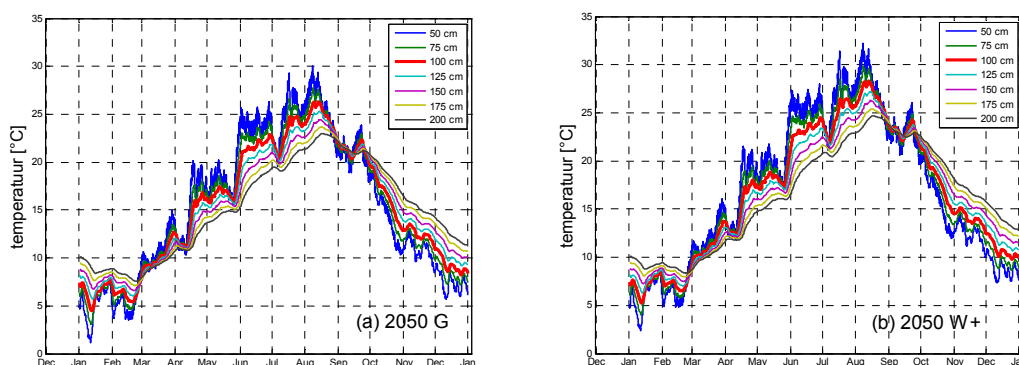 35
30
25
20
15
10
5
0
temperatuur [°C]
50 cm
75 cm
100 cm
125 cm
150 cm
175 cm
200 cm
(a) 2050 G
Dec Jan Feb Mar Apr May Jun Jul Aug Sep Oct Nov Dec Jan
35
30
25
20
15
10
5
0
temperatuur [°C]
50 cm
75 cm
100 cm
125 cm
150 cm
175 cm
200 cm
(b) 2050 W+
Dec Jan Feb Mar Apr May Jun Jul Aug Sep Oct Nov Dec Jan